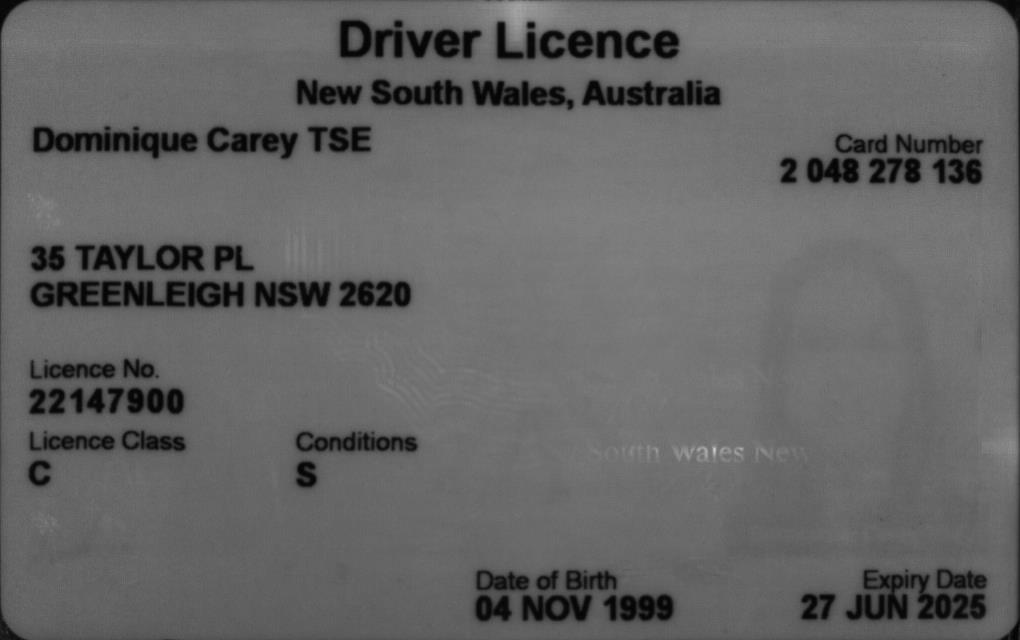 Driver Licence
New South Wales, Australia
Dominique Carey TSE
Card Number
2 048 278 136
35 TAYLOR PL
GREENLEIGH NSW 2620
Licence No.
22147900
Licence Class
Conditions
C
S
South Wales New
Date of Birth
Expiry Date
04 NOV 1999
27 JUN 2025